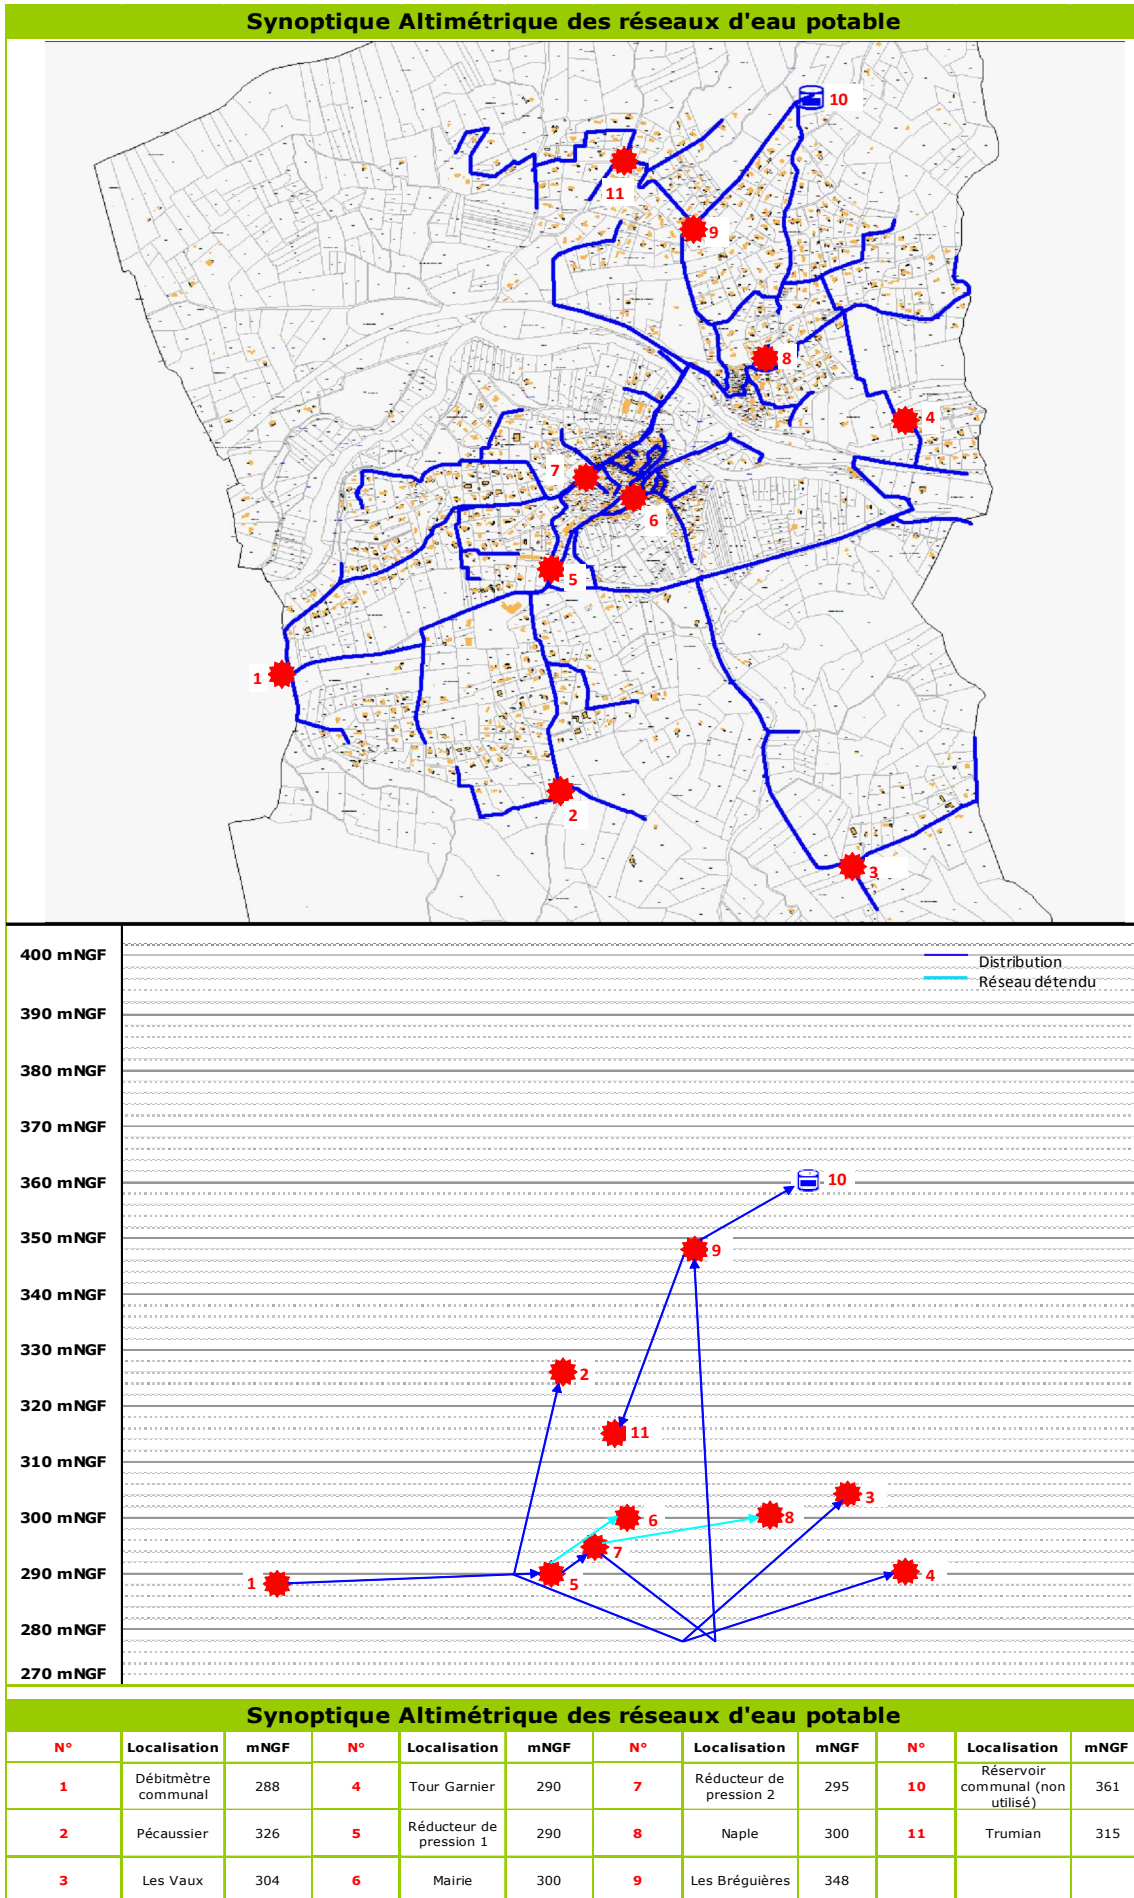 Synoptique Altimétrique des réseaux d'eau potable
10
11
9
8
4
7
6
5
1
2
3
400 mNGF
390 mNGF
380 mNGF
370 mNGF
360 mNGF
350 mNGF
340 mNGF
330 mNGF
320 mNGF
310 mNGF
300 mNGF
290 mNGF
280 mNGF
270 mNGF
Distribution
Réseau détendu
10
9
2
11
3
6
8
7
1
5
4
Synoptique Altimétrique des réseaux d'eau potable
N° Localisation mNGF N° Localisation mNGF N° Localisation mNGF N° Localisation mNGF
1 Débitmètre communal 288 4 Tour Garnier 290 7 Réducteur de pression 2 295 10 Réservoir communal (non utilisé) 361
2 Pécaussier 326 5 Réducteur de pression 1 290 8 Naple 300 11 Trumian 315
3 Les Vaux 304 6 Mairie 300 9 Les Bréguières 348